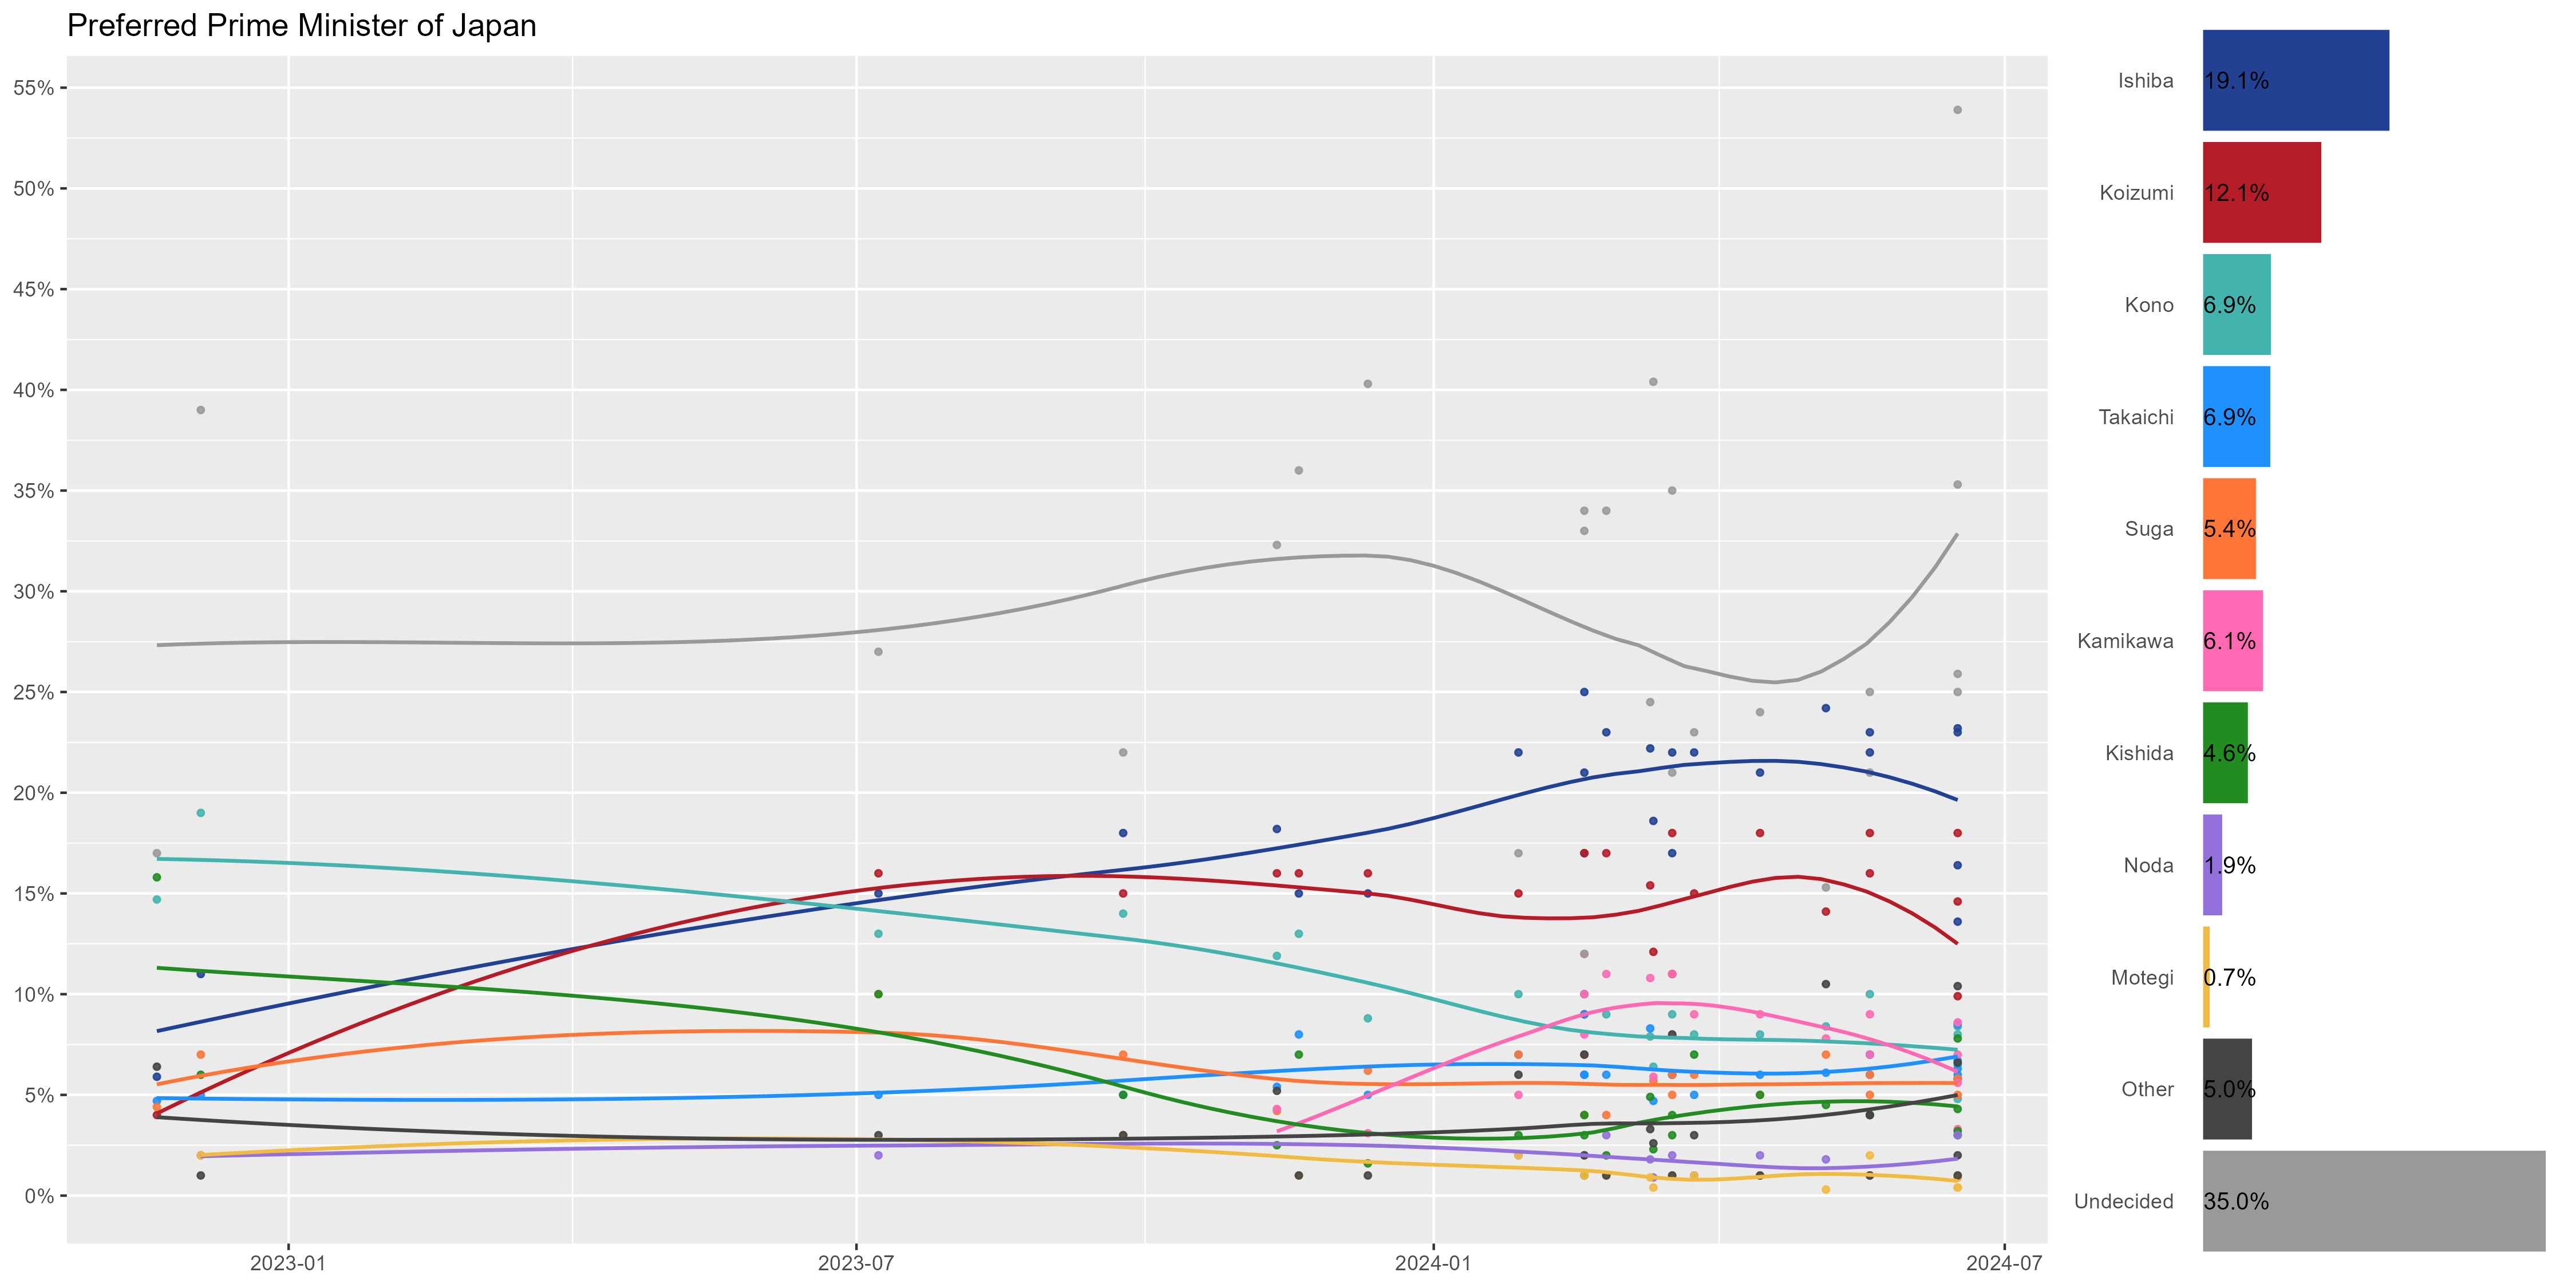 Preferred Prime Minister of Japan
55%
50%
45%
40%
35%
30%
25%
20%
15%
10%
5%
0%
2023-01
2023-07
2024-01
2024-07
Ishiba 19.1%
Koizumi 12.1%
Kono 6.9%
Takaichi 6.9%
Suga 5.4%
Kamikawa 6.1%
Kishida 4.6%
Noda 1.9%
Motegi 0.7%
Other 5.0%
Undecided 35.0%